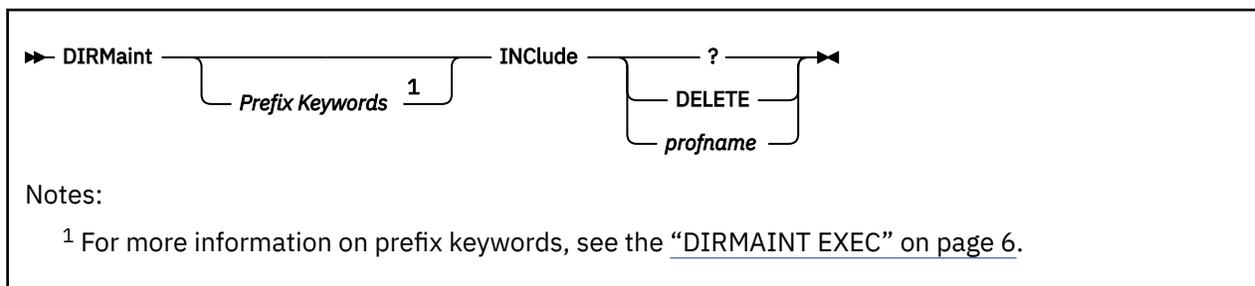 DIRMaint INClude ?
Prefix Keywords 1 DELETE
profname
Notes:
1 For more information on prefix keywords, see the “DIRMAINT EXEC” on page 6.